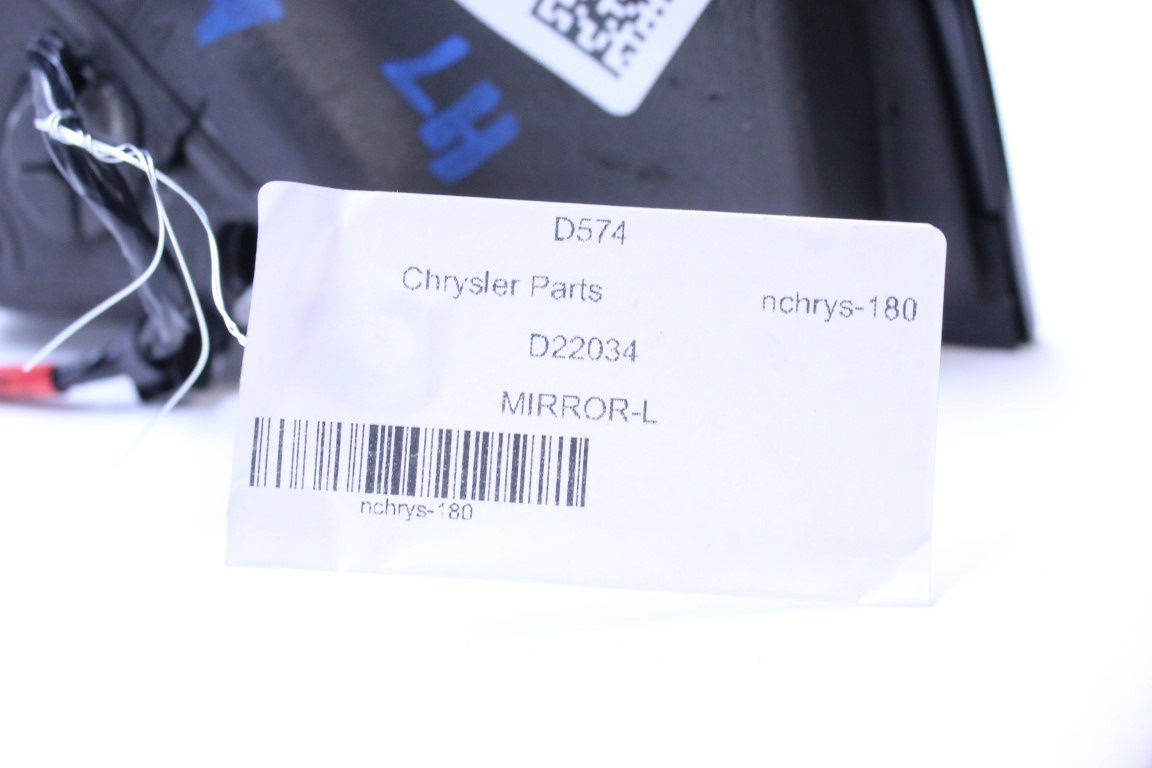 LH
D574
Chrysler Parts
nchrys-180
D22034
MIRROR-L
nchrys-180